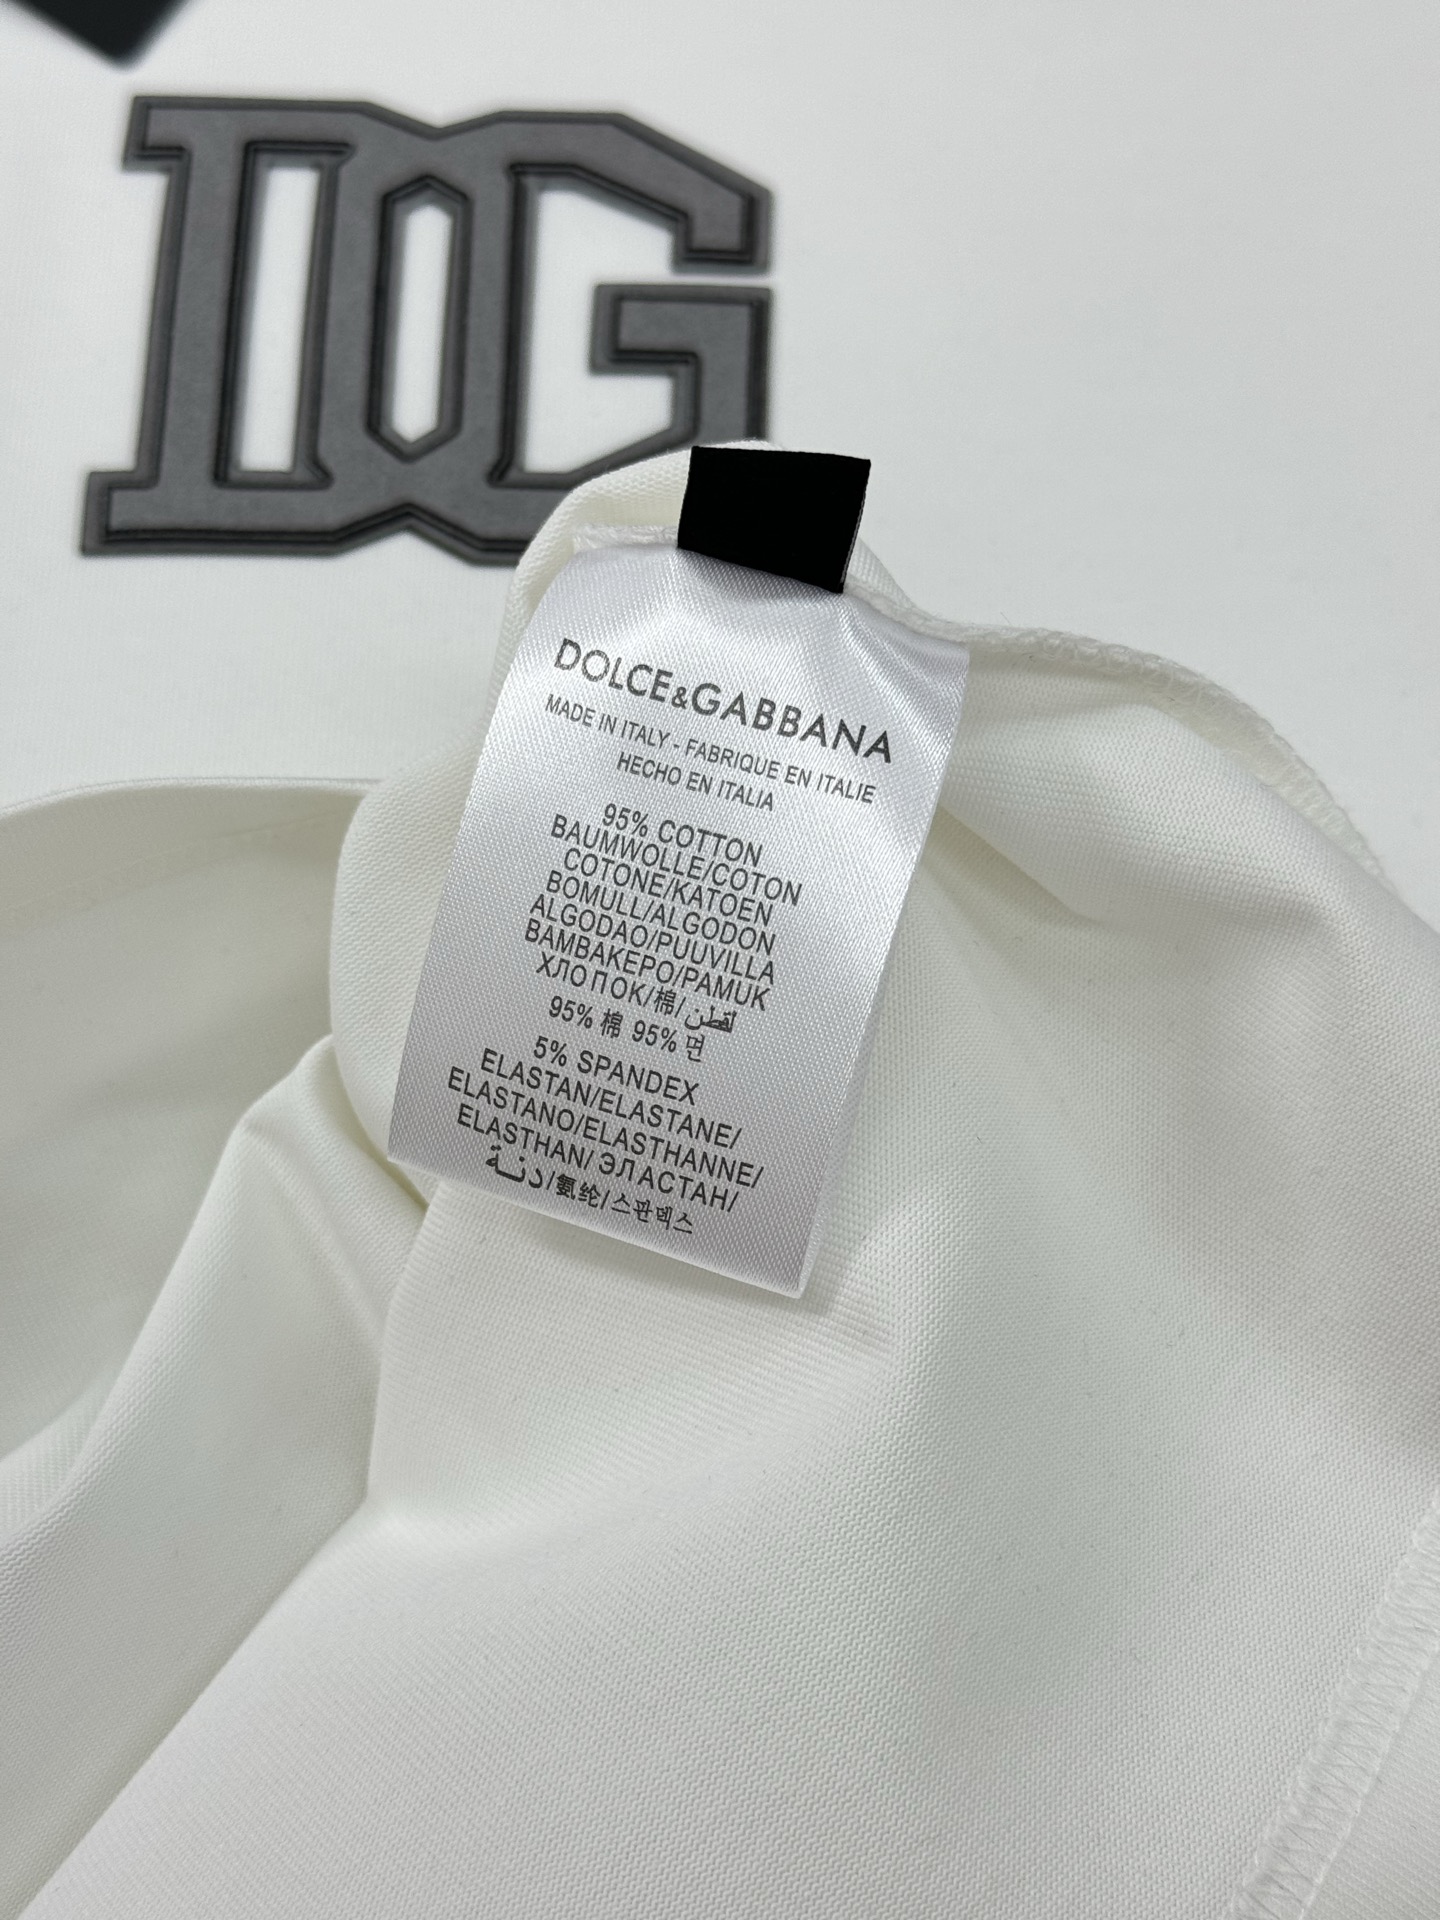 DG
DOLCE&GABBANA
MADE IN ITALY - FABRIQUE EN ITALIE
HECHO EN ITALIA
95% COTTON
BAUMWOLLE/COTON
COTONE/KATOEN
BOMULL/ALGODON
ALGODAO/PUUVILLA
BAMBAKEPO/PAMUK
ХЛОПОК/棉/لقطن
95% 棉 95% 면
5% SPANDEX
ELASTAN/ELASTANE/
ELASTANO/ELASTHANNE/
ELASTHAN/ ЭЛАСТАН/
دنة/氨纶/스판덱스